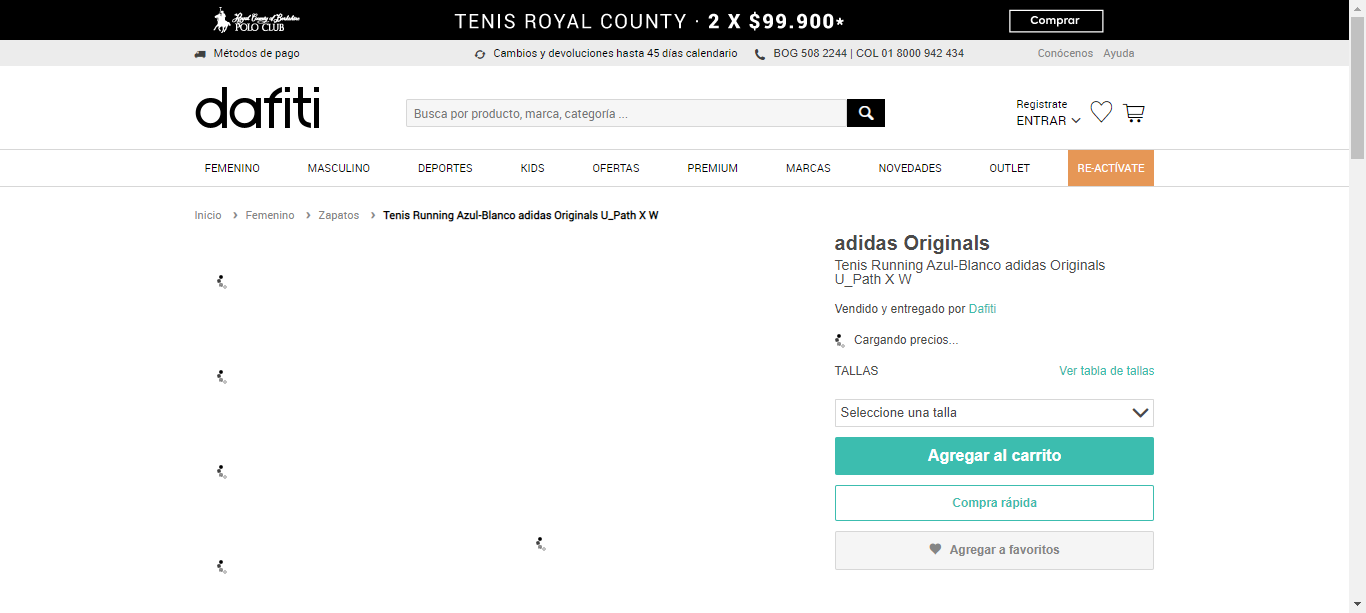 Royal County of Berkshire
POLO CLUB
TENIS ROYAL COUNTY · 2 X $99.900*
Comprar
Métodos de pago
Cambios y devoluciones hasta 45 días calendario
BOG 508 2244 | COL 01 8000 942 434
Conócenos
Ayuda
dafiti
Busca por producto, marca, categoría ...
Registrate
ENTRAR
FEMENINO
MASCULINO
DEPORTES
KIDS
OFERTAS
PREMIUM
MARCAS
NOVEDADES
OUTLET
RE-ACTÍVATE
Inicio > Femenino > Zapatos > Tenis Running Azul-Blanco adidas Originals U_Path X W
adidas Originals
Tenis Running Azul-Blanco adidas Originals
U_Path X W
Vendido y entregado por Dafiti
Cargando precios...
TALLAS
Ver tabla de tallas
Seleccione una talla
Agregar al carrito
Compra rápida
Agregar a favoritos